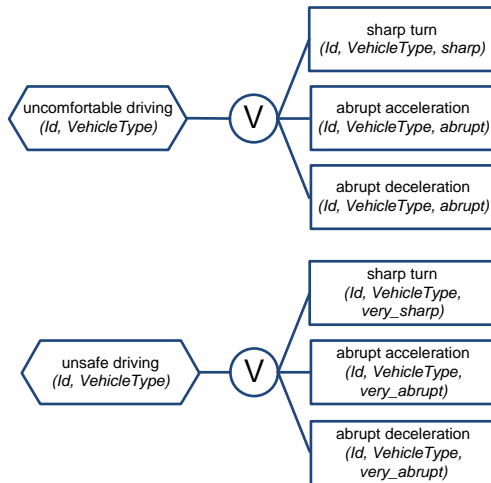 sharp turn
(Id, VehicleType, sharp)
uncomfortable driving
(Id, VehicleType)
V
abrupt acceleration
(Id, VehicleType, abrupt)
abrupt deceleration
(Id, VehicleType, abrupt)
sharp turn
(Id, VehicleType,
very_sharp)
unsafe driving
(Id, VehicleType)
V
abrupt acceleration
(Id, VehicleType,
very_abrupt)
abrupt deceleration
(Id, VehicleType,
very_abrupt)